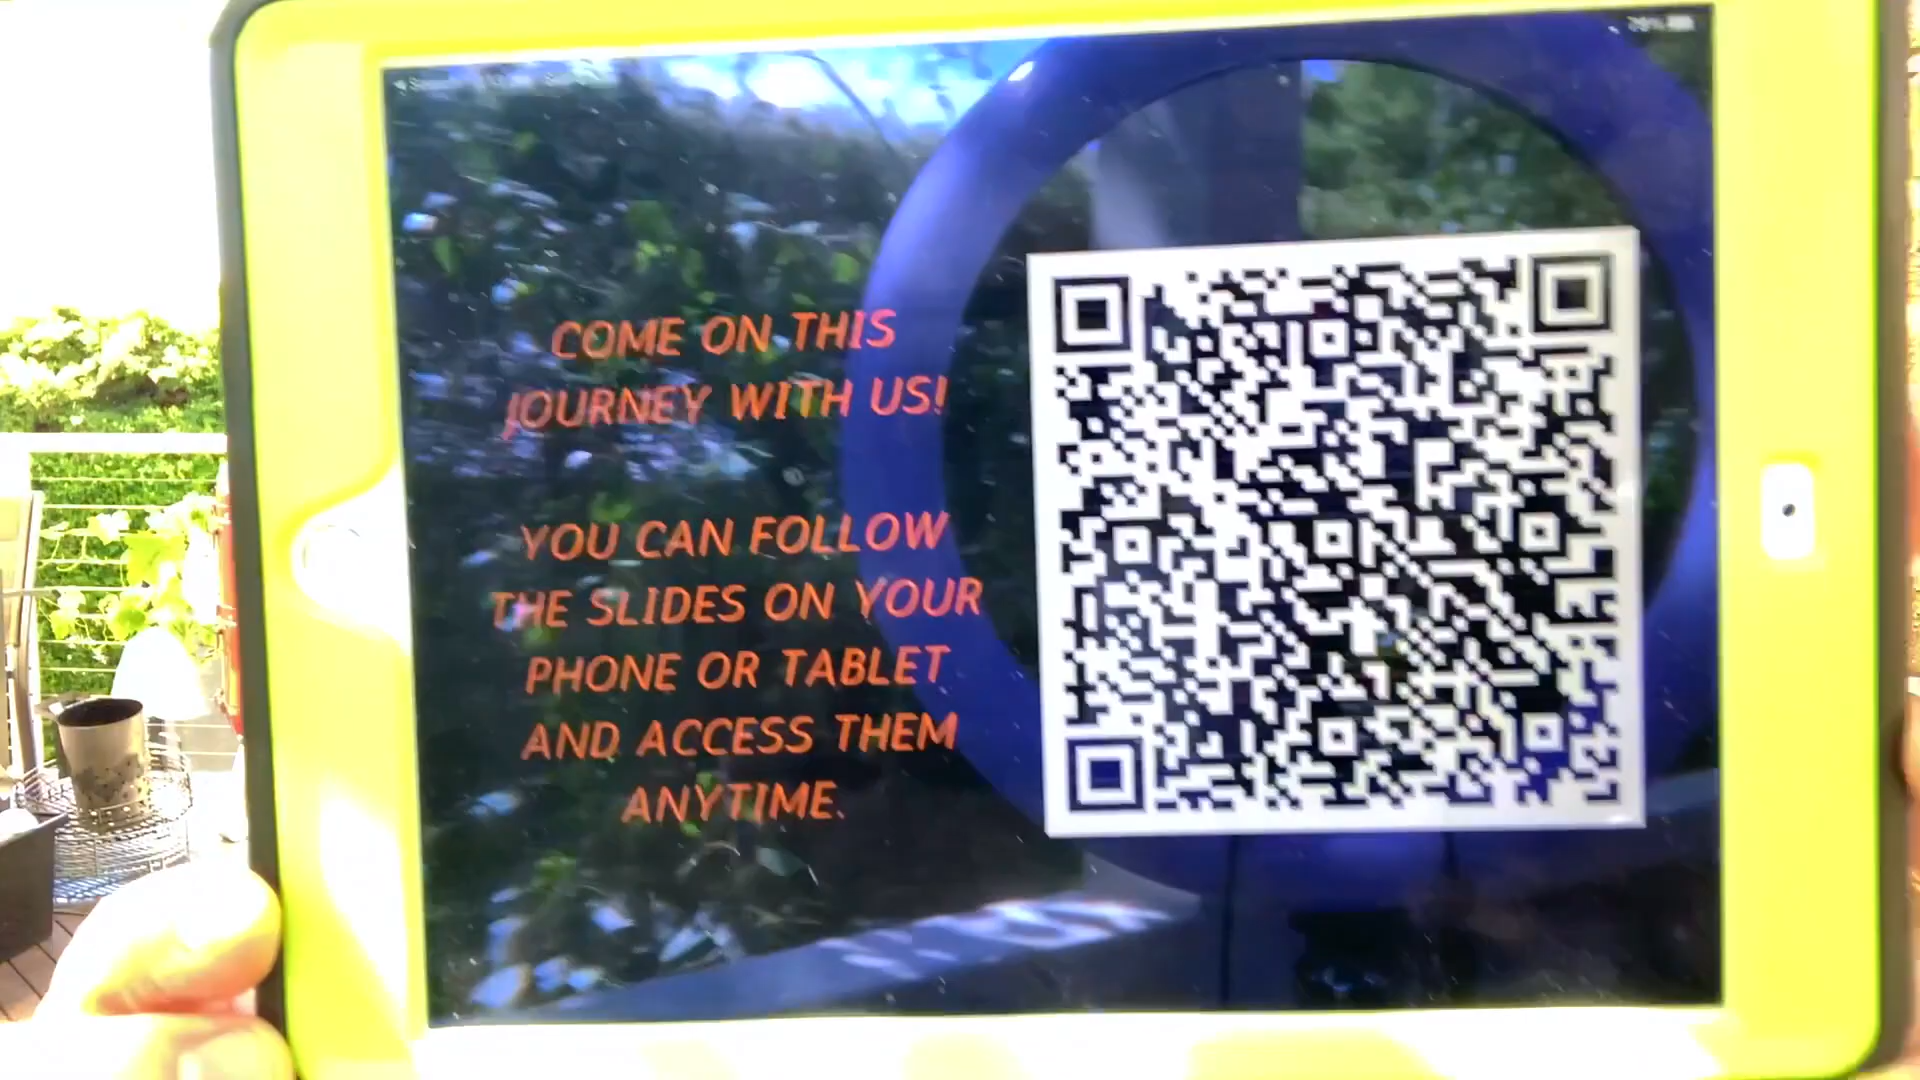 COME ON THIS
JOURNEY WITH US!
YOU CAN FOLLOW
THE SLIDES ON YOUR
PHONE OR TABLET
AND ACCESS THEM
ANYTIME.